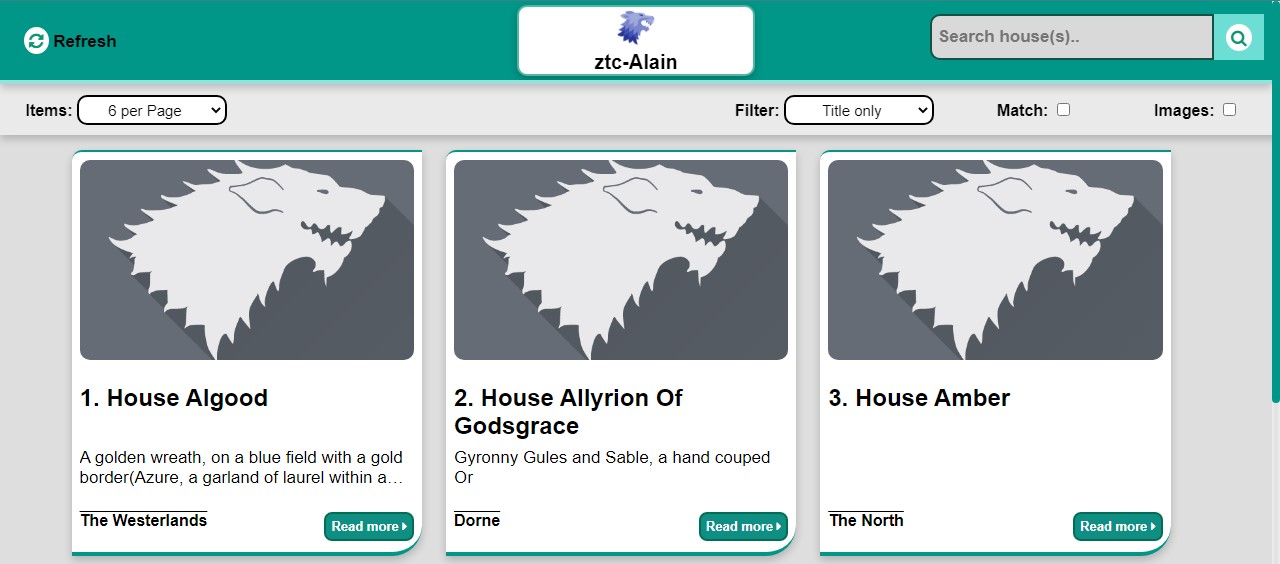 Refresh
ztc-Alain
Search house(s)..
Items: 6 per Page
Filter: Title only
Match:
Images:
1. House Algood
A golden wreath, on a blue field with a gold
border(Azure, a garland of laurel within a…
The Westerlands
Read more
2. House Allyrion Of
Godsgrace
Gyronny Gules and Sable, a hand couped
Or
Dorne
Read more
3. House Amber
The North
Read more